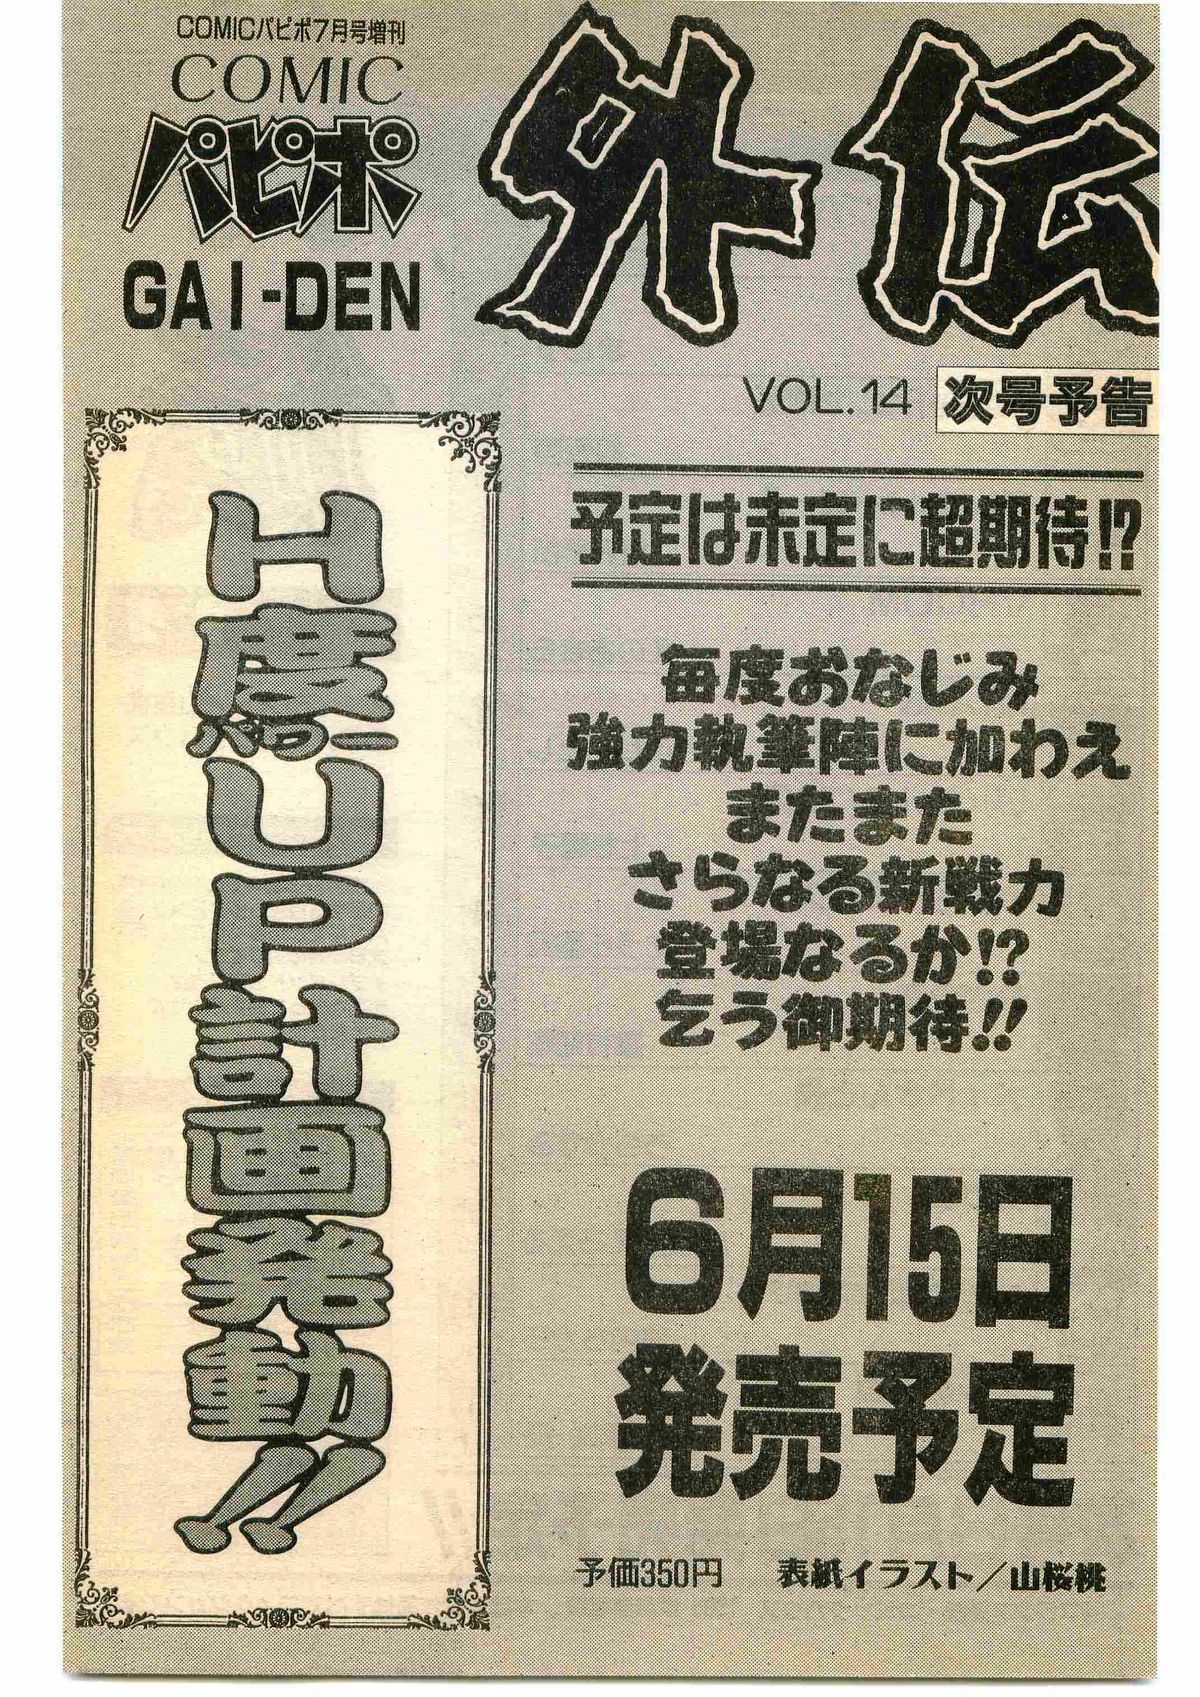 COMICパピポ7月号増刊
COMIC
パピポ
GAI-DEN
外伝
VOL.14 次号予告
予定は未定に超期待!?
毎度おなじみ
強力執筆陣に加わえ
またまた
さらなる新戦力
登場なるか!?
乞う御期待!!
H度UP計画発動!!
パワー
6月15日
発売予定
予価350円 表紙イラスト／山桜桃